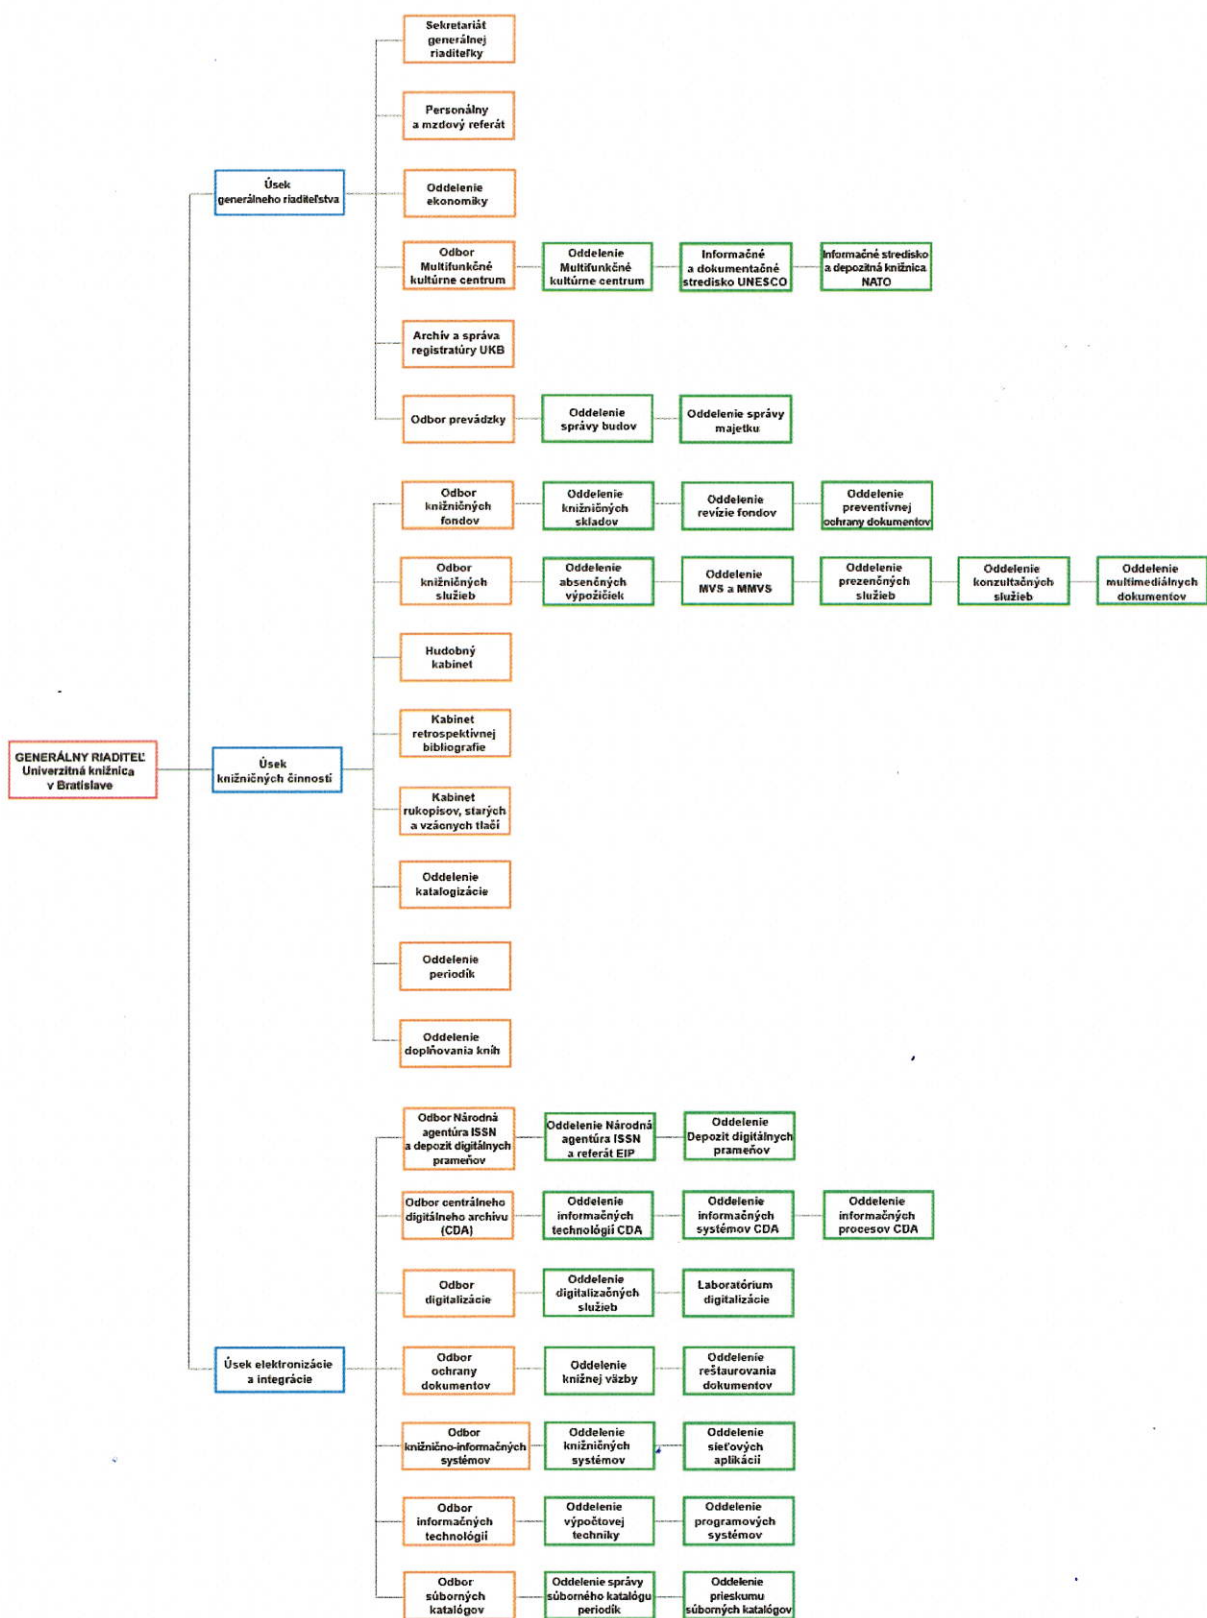 Sekretariát
generálnej
riaditeľky
Personálny
a mzdový referát
Úsek
generálneho riaditeľstva
Oddelenie
ekonomiky
Odbor
Multifunkčné
kultúrne centrum
Oddelenie
Multifunkčné
kultúrne centrum
Informačné
a dokumentačné
stredisko UNESCO
Informačné stredisko
a depozitná knižnica
NATO
Archív a správa
registratúry UKB
Odbor prevádzky
Oddelenie
správy budov
Oddelenie správy
majetku
Odbor
knižničných
fondov
Oddelenie
knižničných
skladov
Oddelenie
revízie fondov
Oddelenie
preventívnej
ochrany dokumentov
Odbor
knižničných
služieb
Oddelenie
absenčných
výpožičiek
Oddelenie
MVS a MMVS
Oddelenie
prezenčných
služieb
Oddelenie
konzultačných
služieb
Oddelenie
multimediálnych
dokumentov
Hudobný
kabinet
Kabinet
retrospektívnej
bibliografie
GENERÁLNY RIADITEĽ
Univerzitná knižnica
v Bratislave
Úsek
knižničných činností
Kabinet
rukopisov, starých
a vzácnych tlačí
Oddelenie
katalogizácie
Oddelenie
periodík
Oddelenie
doplňovania kníh
Odbor Národná
agentúra ISSN
a depozit digitálnych
prameňov
Oddelenie Národná
agentúra ISSN
a referát EIP
Oddelenie
Depozit digitálnych
prameňov
Odbor centrálneho
digitálneho archívu
(CDA)
Oddelenie
informačných
technológií CDA
Oddelenie
informačných
systémov CDA
Oddelenie
informačných
procesov CDA
Odbor
digitalizácie
Oddelenie
digitalizačných
služieb
Laboratórium
digitalizácie
Úsek elektronizácie
a integrácie
Odbor
ochrany
dokumentov
Oddelenie
knižnej väzby
Oddelenie
reštaurovania
dokumentov
Odbor
knižnično-informačných
systémov
Oddelenie
knižničných
systémov
Oddelenie
sieťových
aplikácií
Odbor
informačných
technológií
Oddelenie
výpočtovej
techniky
Oddelenie
programových
systémov
Odbor
súborných
katalógov
Oddelenie správy
súborného katalógu
periodík
Oddelenie
prieskumu
súborných katalógov